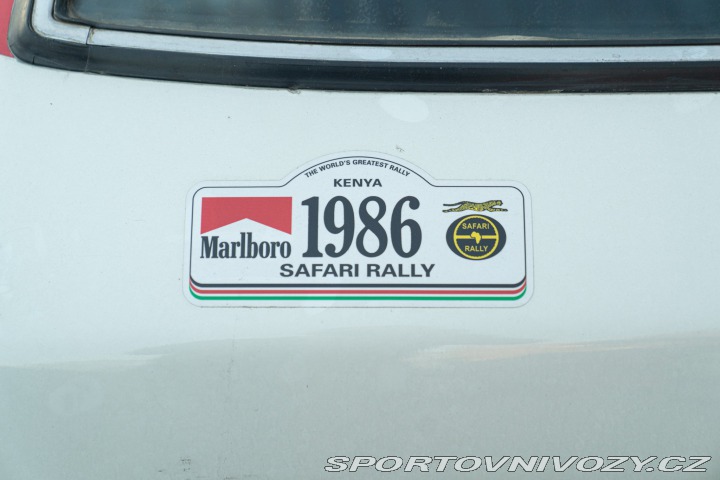 THE WORLD'S GREATEST RALLY
KENYA
Marlboro
1986
SAFARI RALLY
SAFARI
RALLY
SPORTOVNIVOZY.CZ